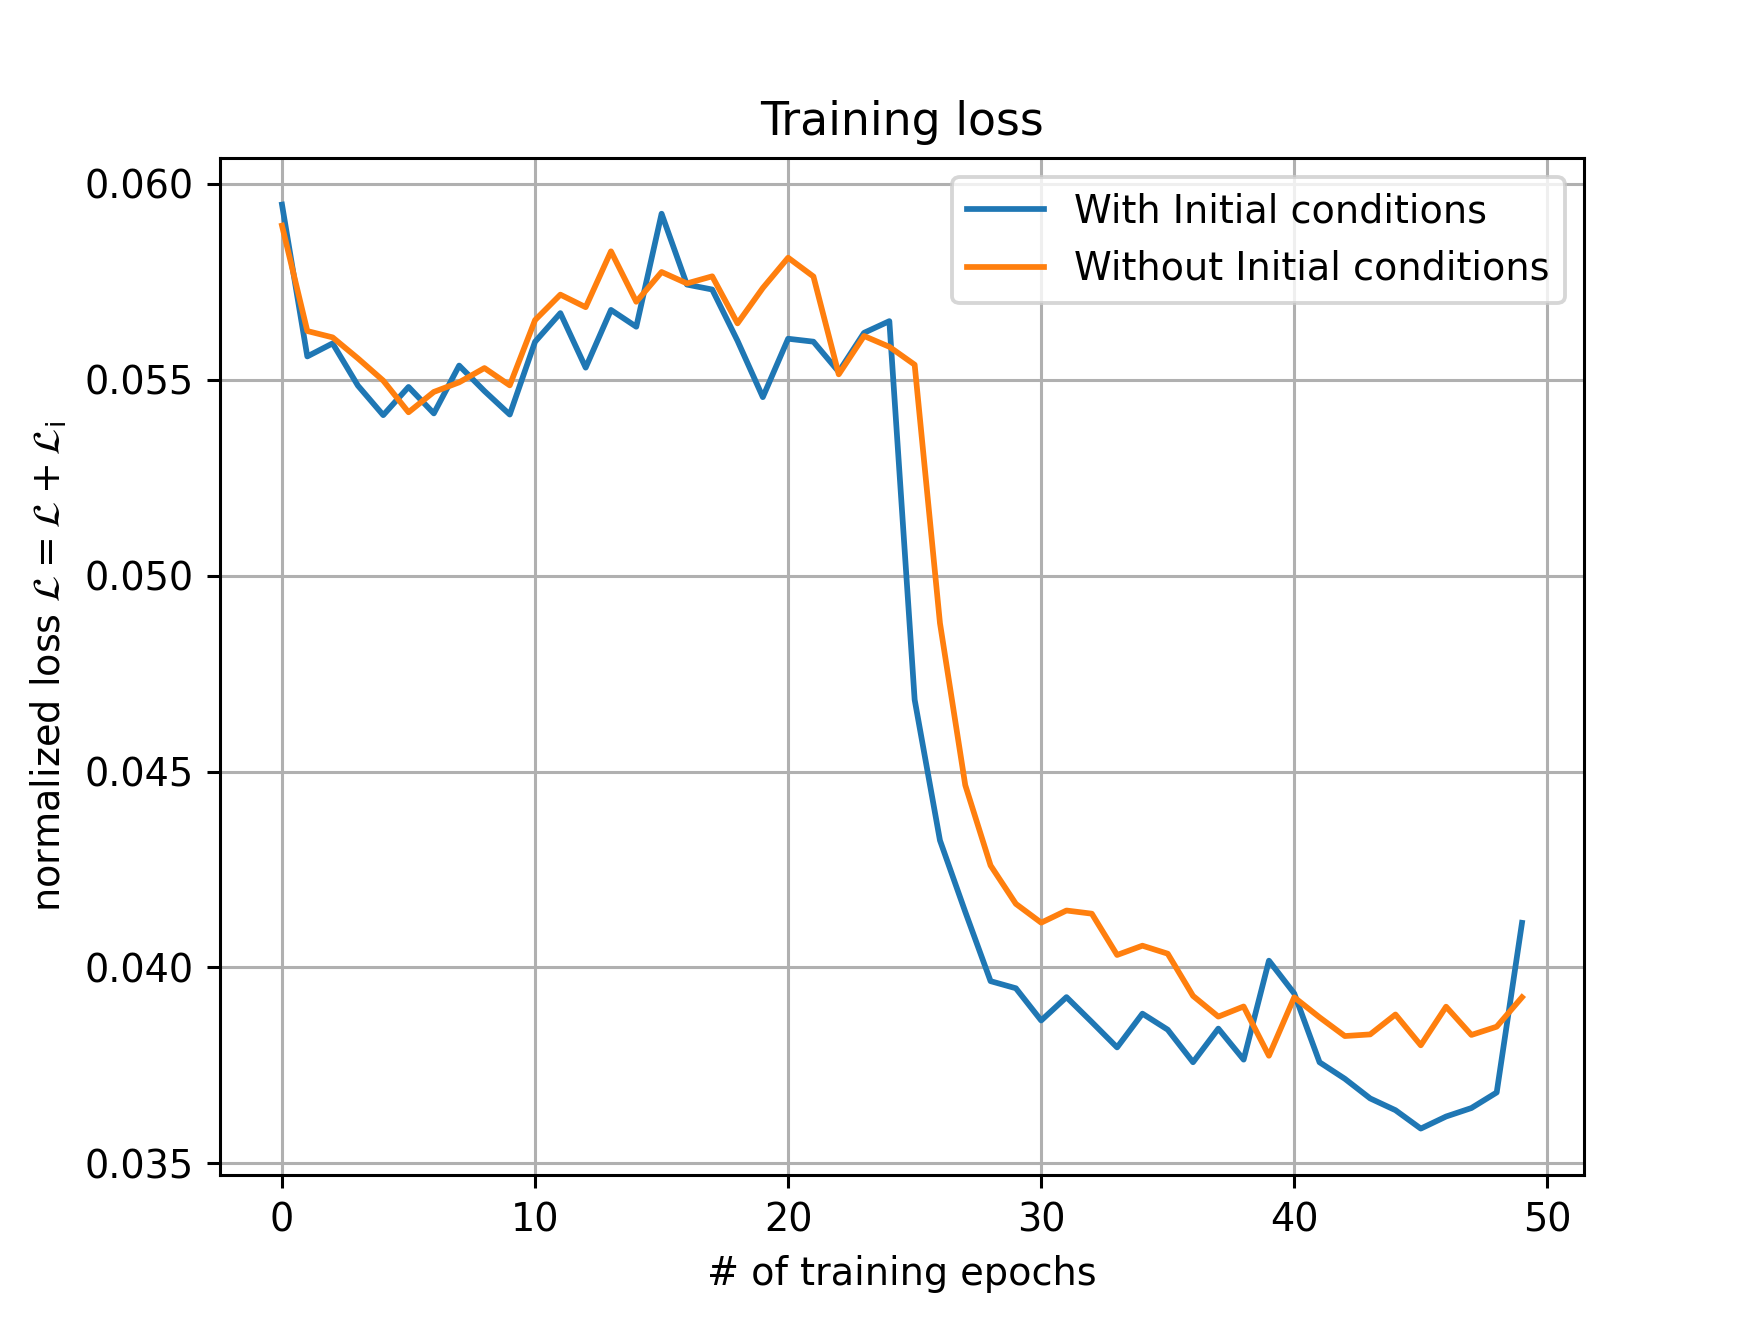 Training loss
With Initial conditions
Without Initial conditions
normalized loss ℒ = ℒ + ℒᵢ
0.060
0.055
0.050
0.045
0.040
0.035
0 10 20 30 40 50
# of training epochs